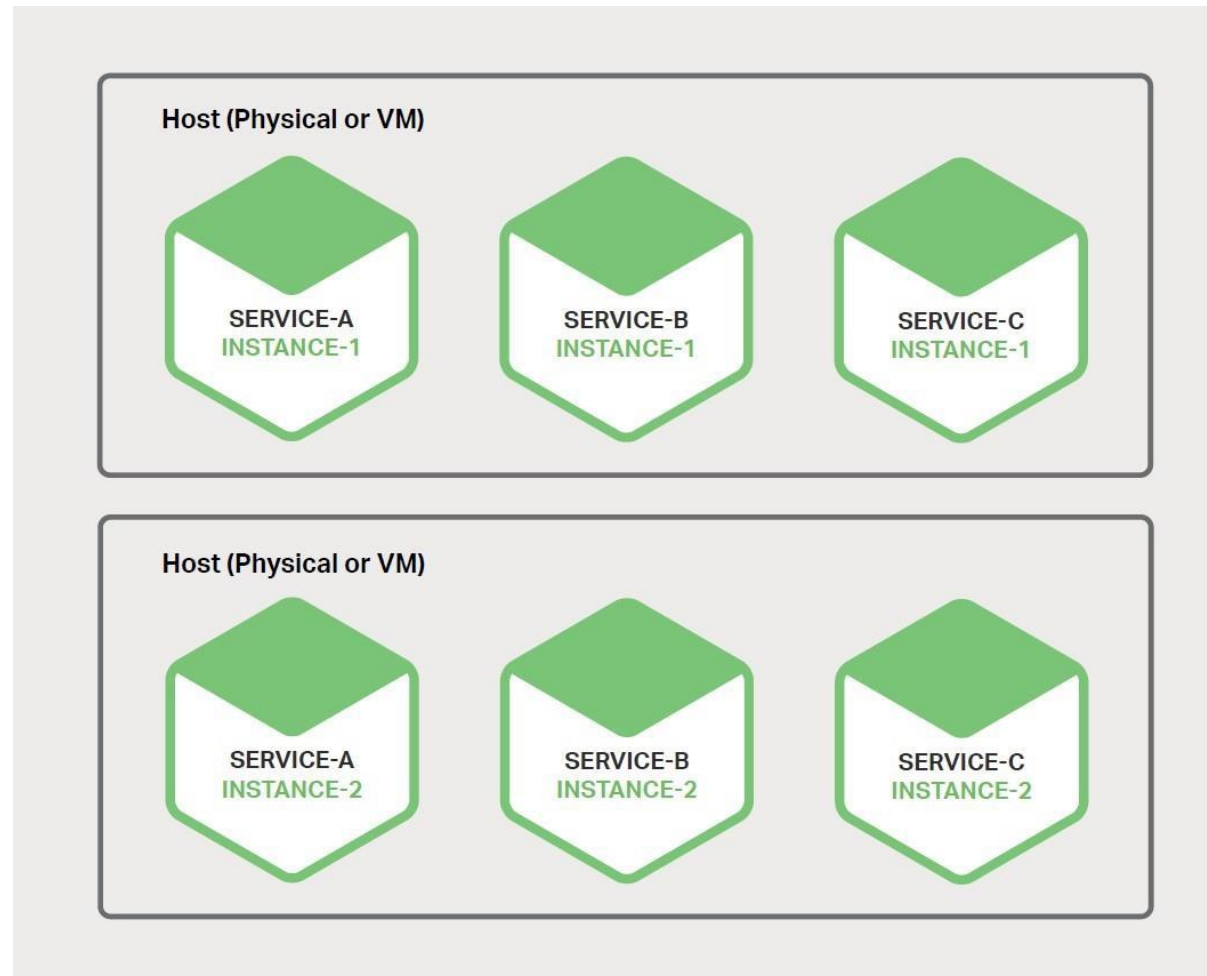 Host (Physical or VM)
SERVICE-A
INSTANCE-1
SERVICE-B
INSTANCE-1
SERVICE-C
INSTANCE-1
Host (Physical or VM)
SERVICE-A
INSTANCE-2
SERVICE-B
INSTANCE-2
SERVICE-C
INSTANCE-2